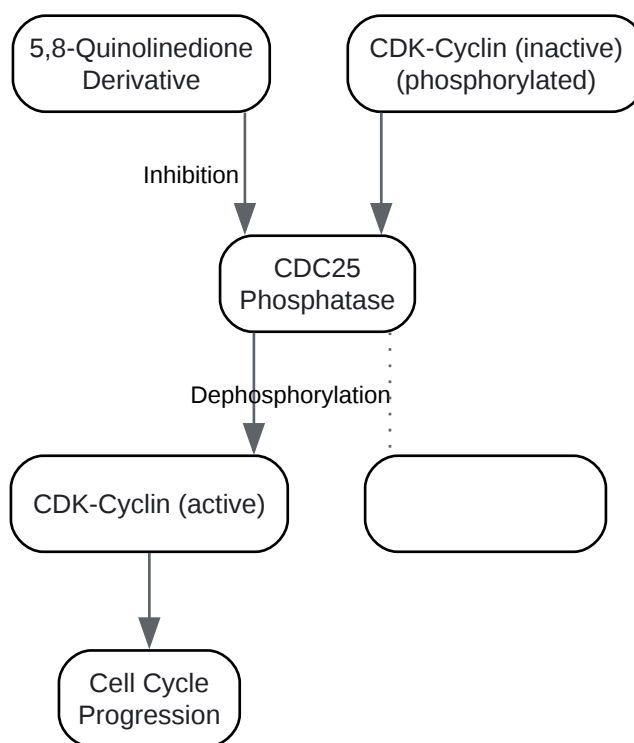 5,8-Quinolinedione
Derivative
CDK-Cyclin (inactive)
(phosphorylated)
Inhibition
CDC25
Phosphatase
Dephosphorylation
CDK-Cyclin (active)
Cell Cycle
Progression